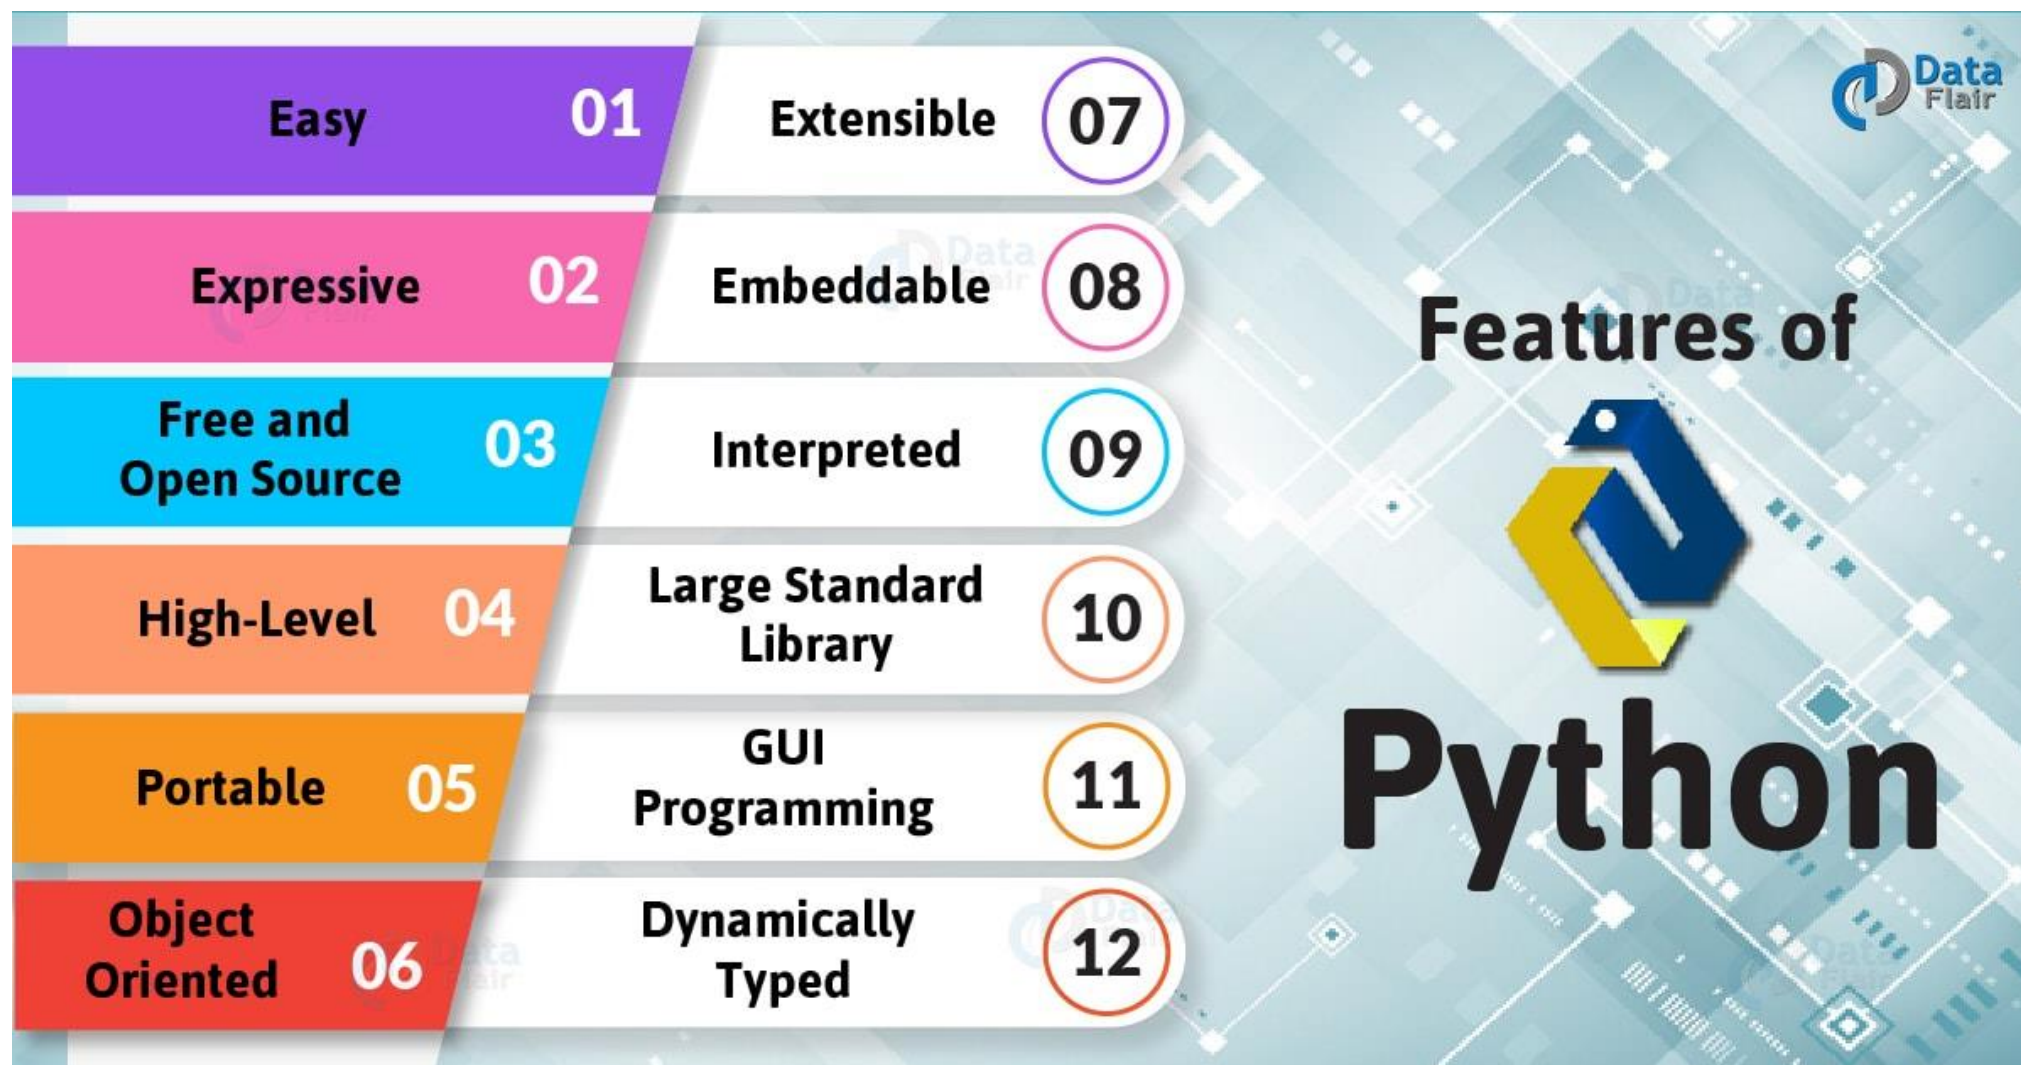 Easy 01
Expressive 02
Free and
Open Source 03
High-Level 04
Portable 05
Object
Oriented 06
Extensible 07
Embeddable 08
Interpreted 09
Large Standard
Library 10
GUI
Programming 11
Dynamically
Typed 12
Data
Flair
Features of
Python